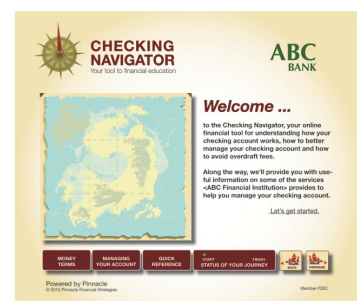 CHECKING
NAVIGATOR
Your tool to financial education
ABC
BANK
Welcome ...
to the Checking Navigator, your online
financial tool for understanding how your
checking account works, how to better
manage your checking account and how
to avoid overdraft fees.
Along the way, we'll provide you with use-
ful information on some of the services
<ABC Financial Institution> provides to
help you manage your checking account.
Let's get started.
MONEY
TERMS
MANAGING
YOUR ACCOUNT
QUICK
REFERENCE
START FINISH
STATUS OF YOUR JOURNEY
BACK
FORWARD
Powered by Pinnacle
© 2010 Pinnacle Financial Strategies
Member FDIC